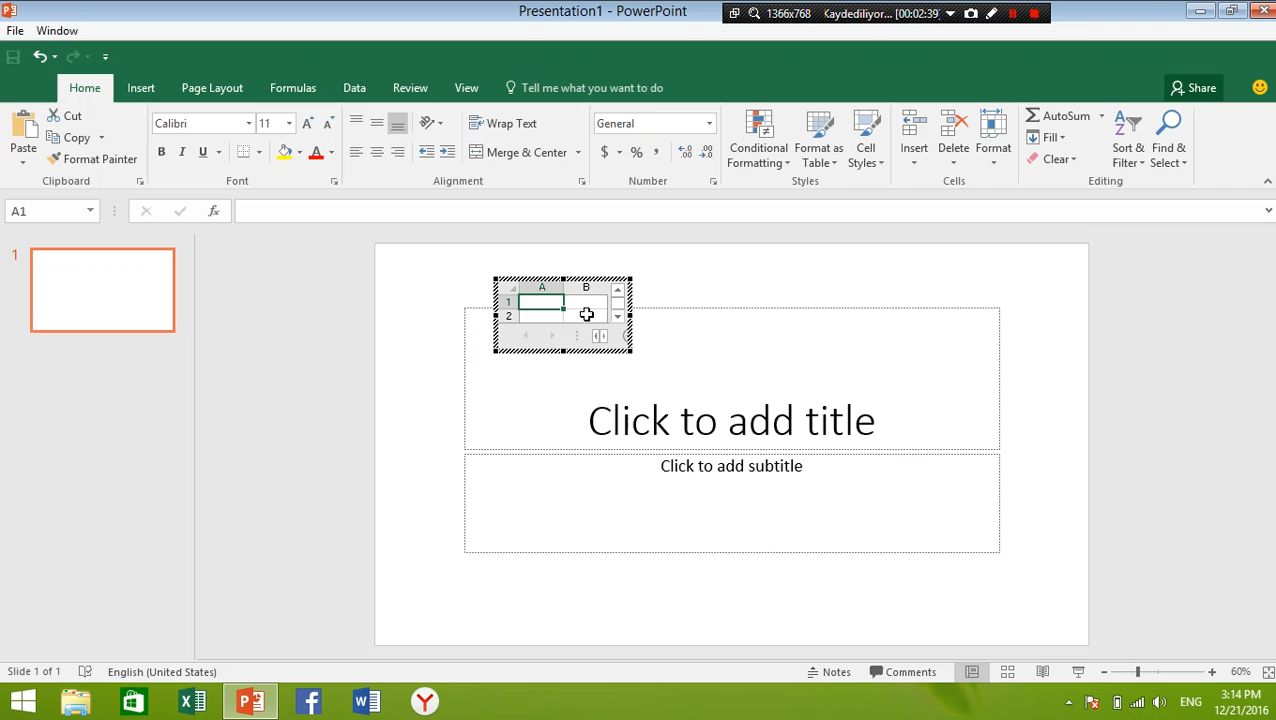 Presentation1 - PowerPoint
1366x768 Kaydediliyor... [00:02:39]
File Window
Home Insert Page Layout Formulas Data Review View Tell me what you want to do Share
Paste Cut Copy Format Painter
Calibri 11
B I U A
Wrap Text
Merge & Center
General
$ % ,
Conditional Formatting
Format as Table
Cell Styles
Insert Delete Format
AutoSum Fill Clear
Sort & Filter
Find & Select
Clipboard Font Alignment Number Styles Cells Editing
A1 fx
1
A B
1
2
Click to add title
Click to add subtitle
Slide 1 of 1 English (United States) Notes Comments 60%
ENG 3:14 PM
12/21/2016